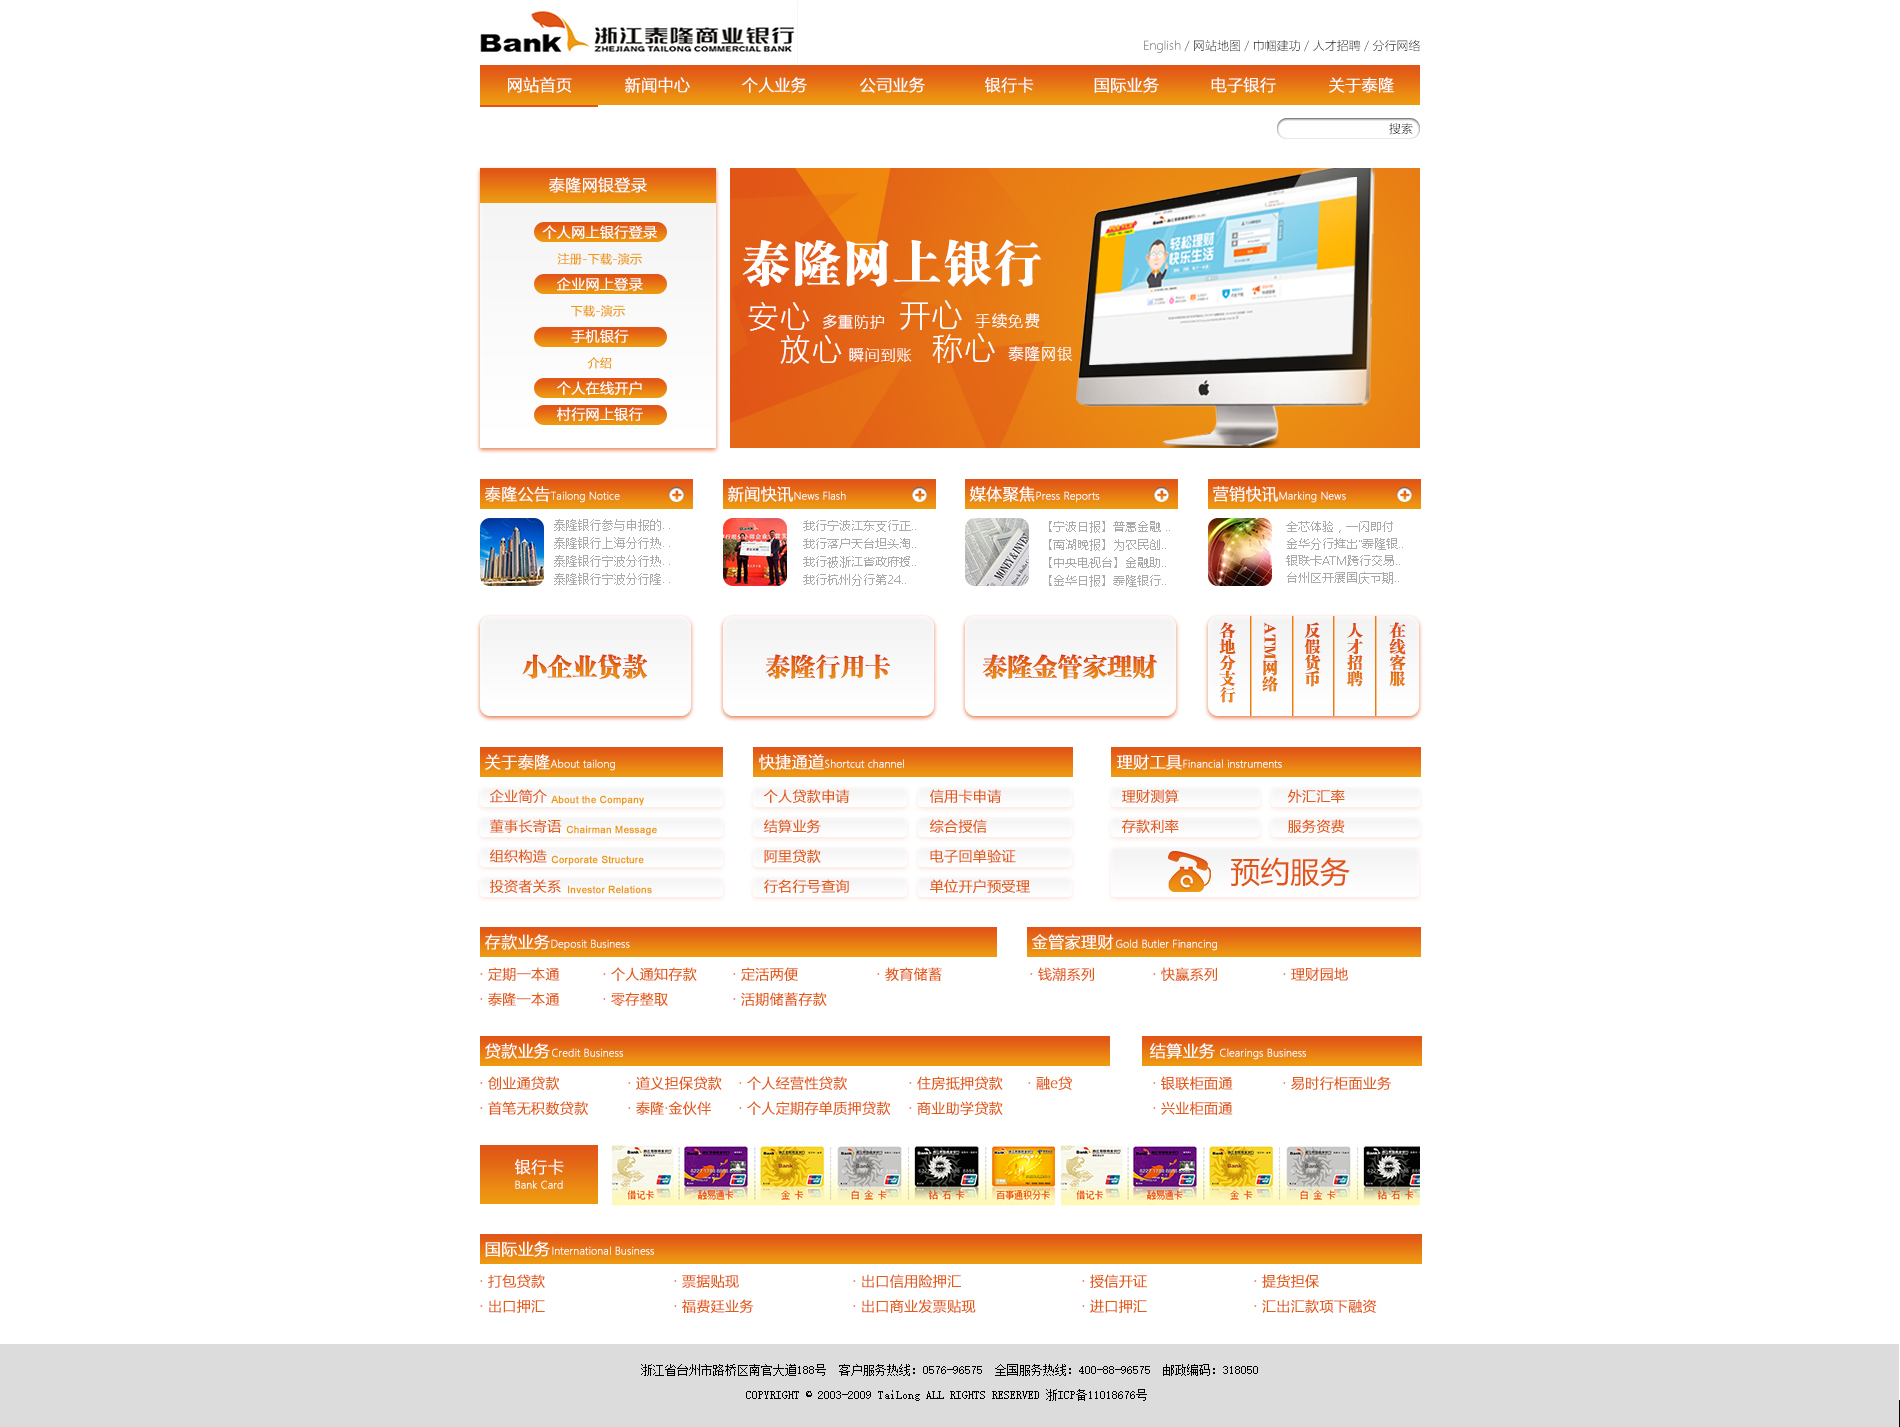 Bank 浙江泰隆商业银行
ZHEJIANG TAILONG COMMERCIAL BANK
English / 网站地图 / 巾帼建功 / 人才招聘 / 分行网络
网站首页 新闻中心 个人业务 公司业务 银行卡 国际业务 电子银行 关于泰隆
搜索
泰隆网银登录
个人网上银行登录
注册-下载-演示
企业网上登录
下载-演示
手机银行
介绍
个人在线开户
村行网上银行
泰隆网上银行
安心 多重防护 开心 手续免费
放心 瞬间到账 称心 泰隆网银
轻松理财
快乐生活
泰隆公告Tailong Notice
泰隆银行参与申报的. .
泰隆银行上海分行热. .
泰隆银行宁波分行热. .
泰隆银行宁波分行隆. .
新闻快讯News Flash
我行宁波江东支行正..
我行落户天台坦头淘..
我行被浙江省政府授..
我行杭州分行第24..
媒体聚焦Press Reports
MONEY & INVEST
【宁波日报】普惠金融 ..
【南湖晚报】为农民创..
【中央电视台】金融助..
【金华日报】泰隆银行..
营销快讯Marking News
全芯体验，一闪即付
金华分行推出“泰隆银..
银联卡ATM跨行交易..
台州区开展国庆节期..
小企业贷款
泰隆行用卡
泰隆金管家理财
各地分支行
ATM网络
反假货币
人才招聘
在线客服
关于泰隆About tailong
企业简介 About the Company
董事长寄语 Chairman Message
组织构造 Corporate Structure
投资者关系 Investor Relations
快捷通道Shortcut channel
个人贷款申请 信用卡申请
结算业务 综合授信
阿里贷款 电子回单验证
行名行号查询 单位开户预受理
理财工具Financial instruments
理财测算 外汇汇率
存款利率 服务资费
预约服务
存款业务Deposit Business
· 定期一本通 · 个人通知存款 · 定活两便 · 教育储蓄
· 泰隆一本通 · 零存整取 · 活期储蓄存款
金管家理财Gold Butler Financing
· 钱潮系列 · 快赢系列 · 理财园地
贷款业务Credit Business
· 创业通贷款 · 道义担保贷款 · 个人经营性贷款 · 住房抵押贷款 · 融e贷
· 首笔无积数贷款 · 泰隆·金伙伴 · 个人定期存单质押贷款 · 商业助学贷款
结算业务 Clearings Business
· 银联柜面通 · 易时行柜面业务
· 兴业柜面通
银行卡
Bank Card
借记卡 融易通卡 金 卡 白 金 卡 钻 石 卡 百事通积分卡 借记卡 融易通卡 金 卡 白 金 卡 钻 石 卡
国际业务International Business
· 打包贷款 · 票据贴现 · 出口信用险押汇 · 授信开证 · 提货担保
· 出口押汇 · 福费廷业务 · 出口商业发票贴现 · 进口押汇 · 汇出汇款项下融资
浙江省台州市路桥区南官大道188号 客户服务热线：0576-96575 全国服务热线：400-88-96575 邮政编码：318050
COPYRIGHT © 2003-2009 TaiLong ALL RIGHTS RESERVED 浙ICP备11018676号